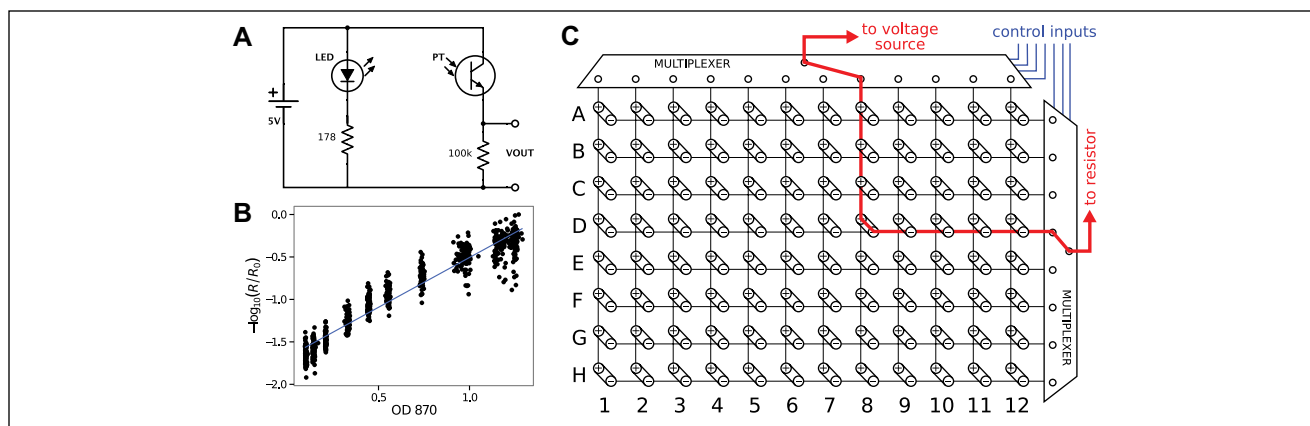 A
LED
PT
+
5V
178
100k
VOUT
B
0.0
−0.5
−1.0
−1.5
−2.0
−log10(R/R0)
0.5
1.0
OD 870
C
to voltage
source
control inputs
MULTIPLEXER
A
B
C
D
E
F
G
H
to resistor
MULTIPLEXER
1 2 3 4 5 6 7 8 9 10 11 12